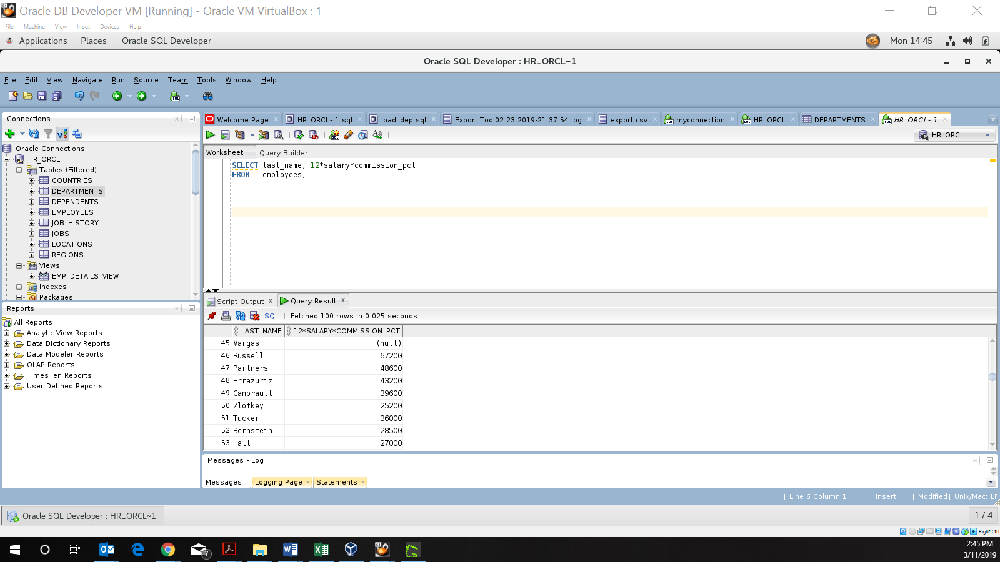 Oracle DB Developer VM [Running] - Oracle VM VirtualBox : 1
File Machine View Input Devices Help
Applications Places Oracle SQL Developer Mon 14:45
Oracle SQL Developer : HR_ORCL~1
File Edit View Navigate Run Source Team Tools Window Help
Connections
Welcome Page HR_ORCL~1.sql load_dep.sql Export Tool02.23.2019-21.37.54.log export.csv myconnection HR_ORCL DEPARTMENTS HR_ORCL~1
HR_ORCL
Oracle Connections
HR_ORCL
Tables (Filtered)
COUNTRIES
DEPARTMENTS
DEPENDENTS
EMPLOYEES
JOB_HISTORY
JOBS
LOCATIONS
REGIONS
Views
EMP_DETAILS_VIEW
Indexes
Packages
Worksheet Query Builder
SELECT last_name, 12*salary*commission_pct
FROM employees;
Reports
All Reports
Analytic View Reports
Data Dictionary Reports
Data Modeler Reports
OLAP Reports
TimesTen Reports
User Defined Reports
Script Output x Query Result x
SQL | Fetched 100 rows in 0.025 seconds
LAST_NAME 12*SALARY*COMMISSION_PCT
45 Vargas (null)
46 Russell 67200
47 Partners 48600
48 Errazuriz 43200
49 Cambrault 39600
50 Zlotkey 25200
51 Tucker 36000
52 Bernstein 28500
53 Hall 27000
Messages - Log
Messages Logging Page Statements
| Line 6 Column 1 | Insert | Modified | Unix/Mac: LF
Oracle SQL Developer : HR_ORCL~1 1 / 4
Right Ctrl
7
2:45 PM
3/11/2019